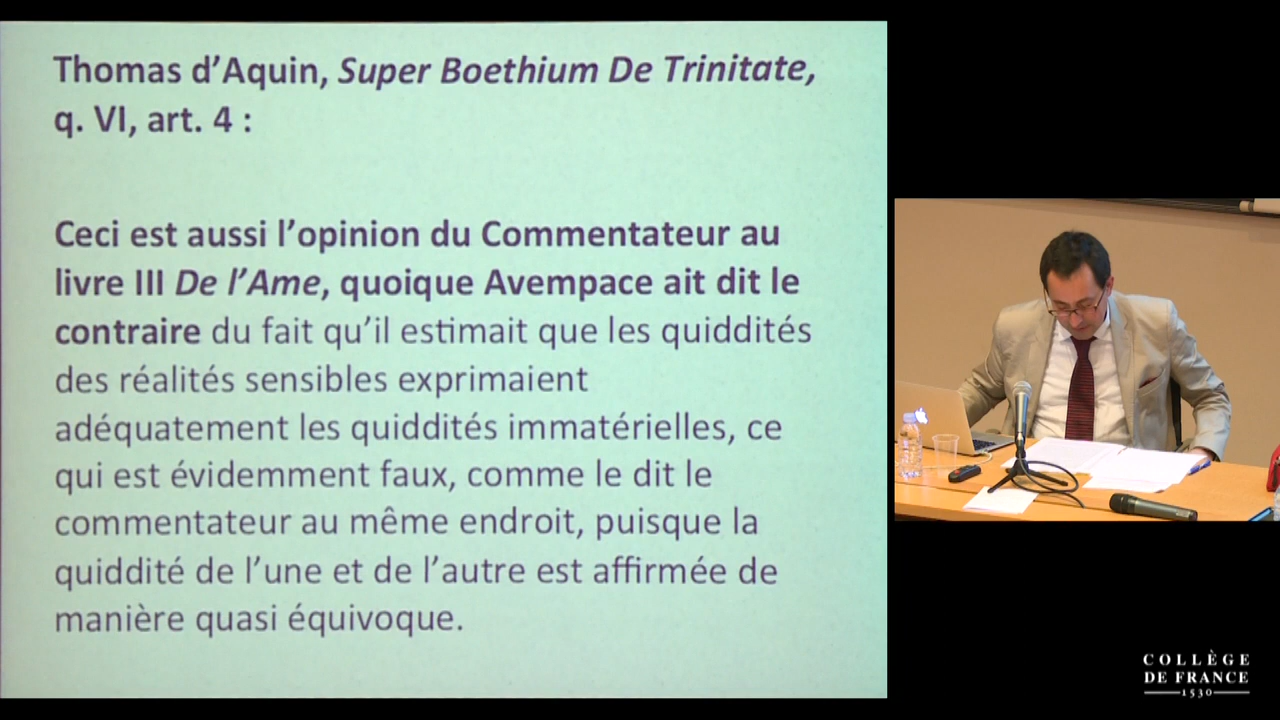 Thomas d'Aquin, Super Boethium De Trinitate,
q. VI, art. 4 :
Ceci est aussi l'opinion du Commentateur au
livre III De l'Ame, quoique Avempace ait dit le
contraire du fait qu'il estimait que les quiddités
des réalités sensibles exprimaient
adéquatement les quiddités immatérielles, ce
qui est évidemment faux, comme le dit le
commentateur au même endroit, puisque la
quiddité de l'une et de l'autre est affirmée de
manière quasi équivoque.
COLLÈGE
DE FRANCE
1530